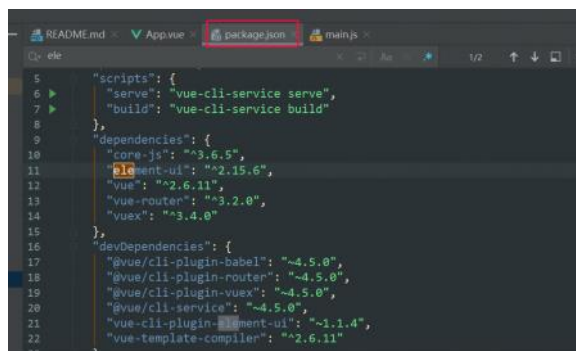 README.md × App.vue × package.json × main.js ×
ele × Aa .* 1/2
5 "scripts": {
6 "serve": "vue-cli-service serve",
7 "build": "vue-cli-service build"
8 },
9 "dependencies": {
10 "core-js": "^3.6.5",
11 "element-ui": "^2.15.6",
12 "vue": "^2.6.11",
13 "vue-router": "^3.2.0",
14 "vuex": "^3.4.0"
15 },
16 "devDependencies": {
17 "@vue/cli-plugin-babel": "~4.5.0",
18 "@vue/cli-plugin-router": "~4.5.0",
19 "@vue/cli-plugin-vuex": "~4.5.0",
20 "@vue/cli-service": "~4.5.0",
21 "vue-cli-plugin-element-ui": "~1.1.4",
22 "vue-template-compiler": "^2.6.11"